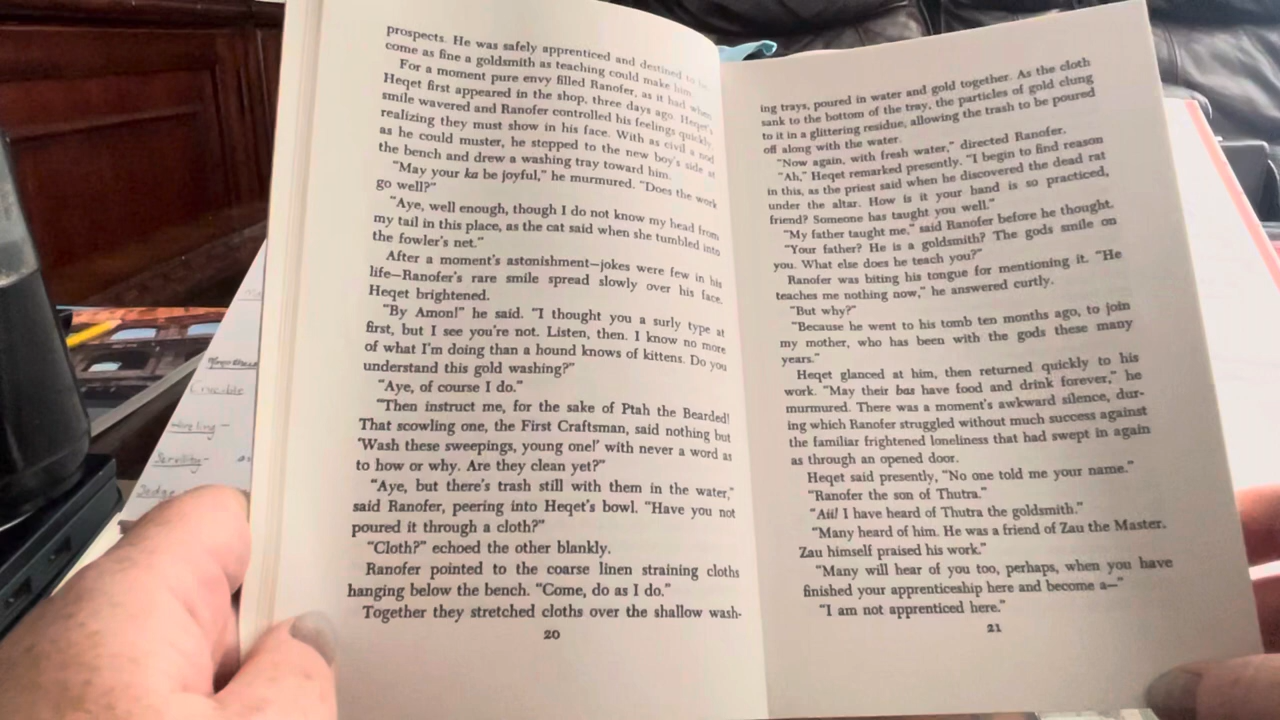 prospects. He was safely apprenticed and destined to be
come as fine a goldsmith as teaching could make him.
For a moment pure envy filled Ranofer, as it had when
Heqet first appeared in the shop, three days ago. Heqet's
smile wavered and Ranofer controlled his feelings quickly,
realizing they must show in his face. With as civil a nod
as he could muster, he stopped to the new boy's side at
the bench and drew a washing tray toward him.
"May your ka be joyful," he murmured. "Does the work
go well?"
"Aye, well enough, though I do not know my head from
my tail in this place, as the cat said when she tumbled into
the fowler's net."
After a moment's astonishment—jokes were few in his
life—Ranofer's rare smile spread slowly over his face.
Heqet brightened.
"By Amon!" he said. "I thought you a surly type at
first, but I see you're not. Listen, then. I know no more
of what I'm doing than a hound knows of kittens. Do you
understand this gold washing?"
"Aye, of course I do."
"Then instruct me, for the sake of Ptah the Bearded!
That scowling one, the First Craftsman, said nothing but
'Wash these sweepings, young one!' with never a word as
to how or why. Are they clean yet?"
"Aye, but there's trash still with them in the water,"
said Ranofer, peering into Heqet's bowl. "Have you not
poured it through a cloth?"
"Cloth?" echoed the other blankly.
Ranofer pointed to the coarse linen straining cloths
hanging below the bench. "Come, do as I do."
Together they stretched cloths over the shallow wash-
20
ing trays, poured in water and gold together. As the cloth
sank to the bottom of the tray, the particles of gold clung
to it in a glittering residue, allowing the trash to be poured
off along with the water.
"Now again, with fresh water," directed Ranofer.
"Ah," Heqet remarked presently. "I begin to find reason
in this, as the priest said when he discovered the dead rat
under the altar. How is it your hand is so practiced,
friend? Someone has taught you well."
"My father taught me," said Ranofer before he thought.
"Your father? He is a goldsmith? The gods smile on
you. What else does he teach you?"
Ranofer was biting his tongue for mentioning it. "He
teaches me nothing now," he answered curtly.
"But why?"
"Because he went to his tomb ten months ago, to join
my mother, who has been with the gods these many
years."
Heqet glanced at him, then returned quickly to his
work. "May their bas have food and drink forever," he
murmured. There was a moment's awkward silence, dur-
ing which Ranofer struggled without much success against
the familiar frightened loneliness that had swept in again
as through an opened door.
Heqet said presently, "No one told me your name."
"Ranofer the son of Thutra."
"Aii! I have heard of Thutra the goldsmith."
"Many heard of him. He was a friend of Zau the Master.
Zau himself praised his work."
"Many will hear of you too, perhaps, when you have
finished your apprenticeship here and become a—"
"I am not apprenticed here."
21
Crucible
Hireling-
Servility-